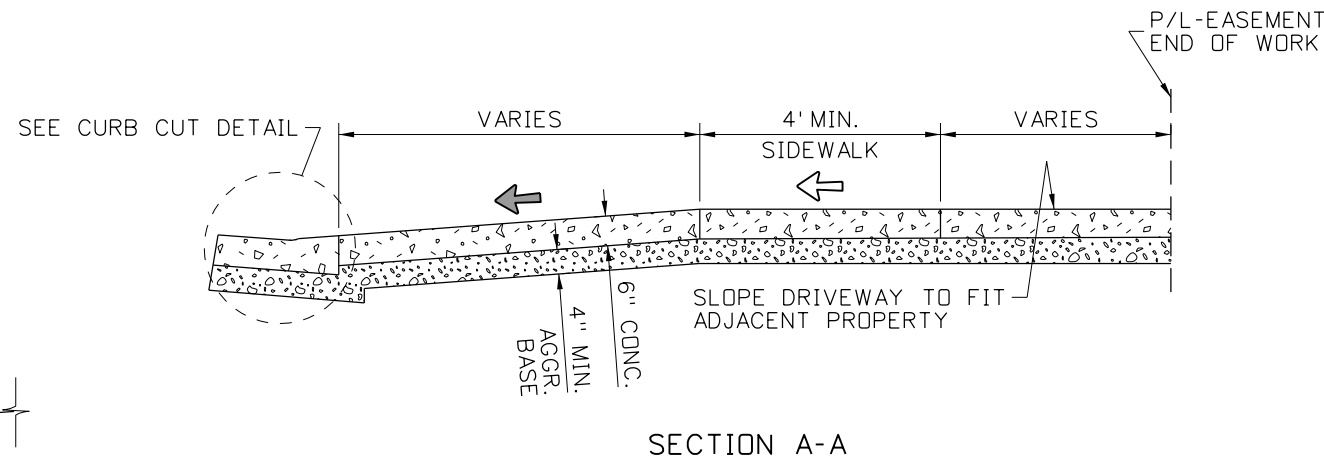 P/L-EASEMENT
END OF WORK
SEE CURB CUT DETAIL
VARIES
4' MIN.
SIDEWALK
VARIES
6" CONC.
4" MIN.
AGGR.
BASE
SLOPE DRIVEWAY TO FIT
ADJACENT PROPERTY
SECTION A-A